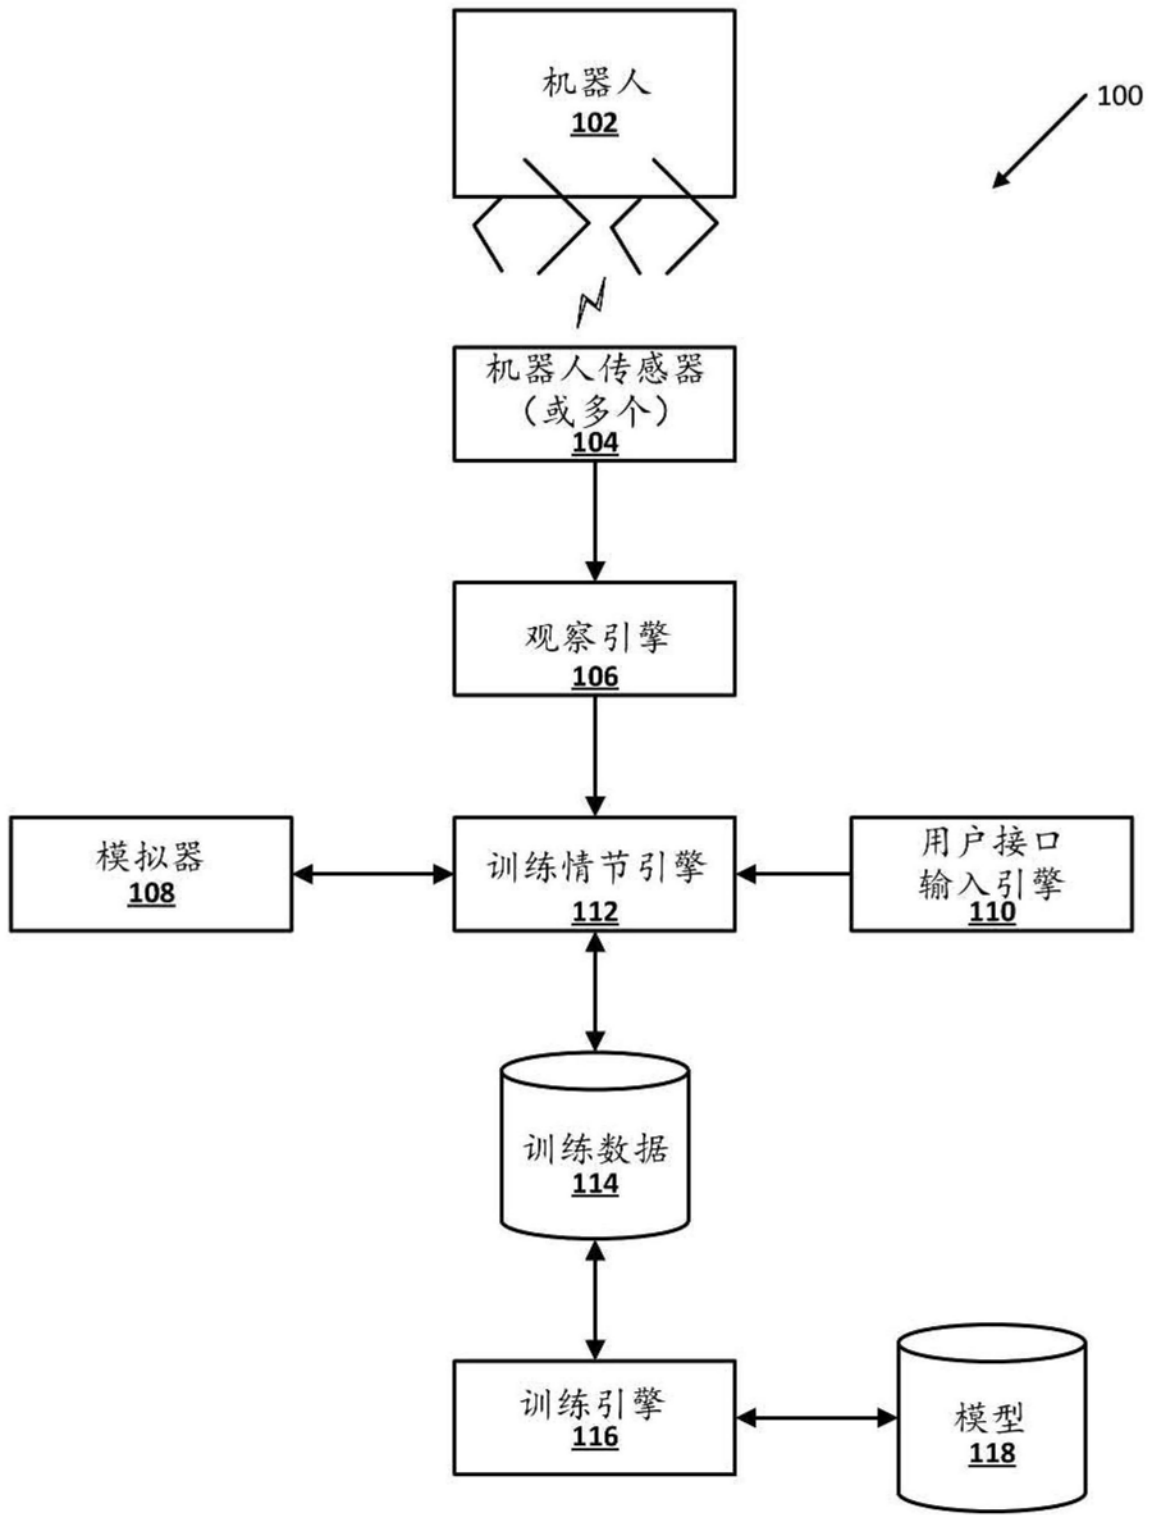 机器人
102
100
机器人传感器
（或多个）
104
观察引擎
106
模拟器
108
训练情节引擎
112
用户接口
输入引擎
110
训练数据
114
训练引擎
116
模型
118